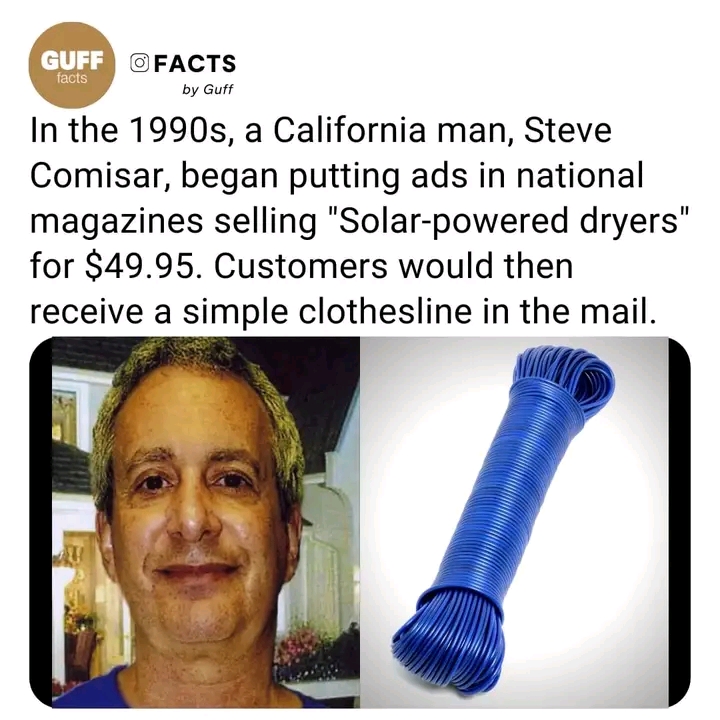 GUFF
facts
FACTS
by Guff
In the 1990s, a California man, Steve
Comisar, began putting ads in national
magazines selling "Solar-powered dryers"
for $49.95. Customers would then
receive a simple clothesline in the mail.